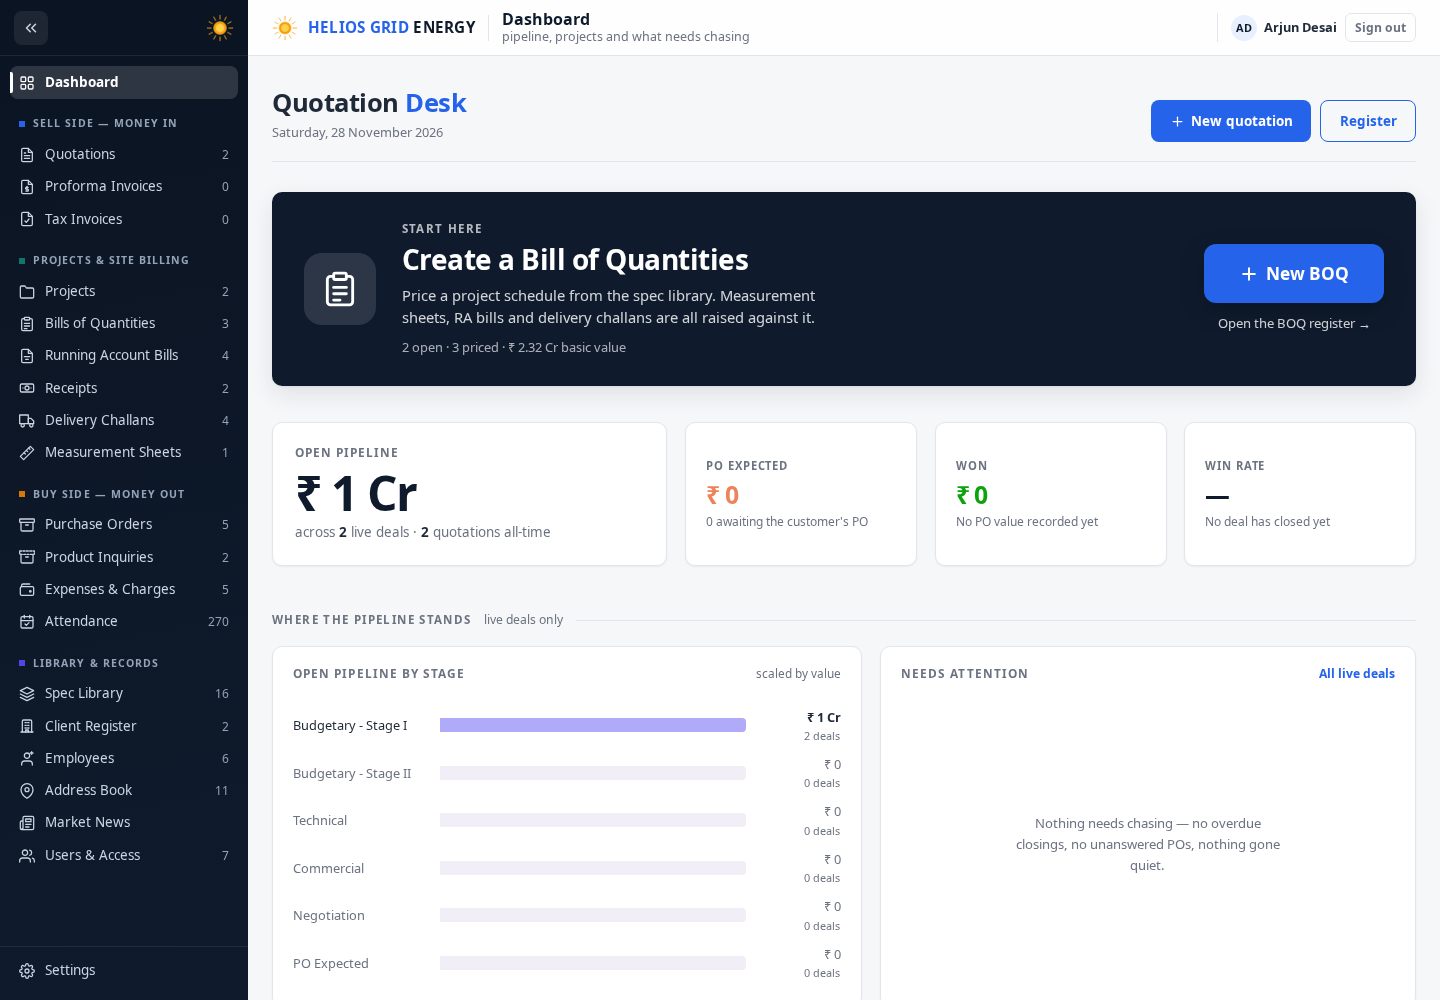 HELIOS GRID ENERGY
Dashboard
pipeline, projects and what needs chasing
AD
Arjun Desai
Sign out
Dashboard
SELL SIDE — MONEY IN
Quotations 2
Proforma Invoices 0
Tax Invoices 0
PROJECTS & SITE BILLING
Projects 2
Bills of Quantities 3
Running Account Bills 4
Receipts 2
Delivery Challans 4
Measurement Sheets 1
BUY SIDE — MONEY OUT
Purchase Orders 5
Product Inquiries 2
Expenses & Charges 5
Attendance 270
LIBRARY & RECORDS
Spec Library 16
Client Register 2
Employees 6
Address Book 11
Market News
Users & Access 7
Settings
Quotation Desk
Saturday, 28 November 2026
+ New quotation
Register
START HERE
Create a Bill of Quantities
Price a project schedule from the spec library. Measurement
sheets, RA bills and delivery challans are all raised against it.
2 open · 3 priced · ₹ 2.32 Cr basic value
+ New BOQ
Open the BOQ register →
OPEN PIPELINE
₹ 1 Cr
across 2 live deals · 2 quotations all-time
PO EXPECTED
₹ 0
0 awaiting the customer's PO
WON
₹ 0
No PO value recorded yet
WIN RATE
—
No deal has closed yet
WHERE THE PIPELINE STANDS live deals only
OPEN PIPELINE BY STAGE scaled by value
Budgetary - Stage I ₹ 1 Cr
2 deals
Budgetary - Stage II ₹ 0
0 deals
Technical ₹ 0
0 deals
Commercial ₹ 0
0 deals
Negotiation ₹ 0
0 deals
PO Expected ₹ 0
0 deals
NEEDS ATTENTION All live deals
Nothing needs chasing — no overdue
closings, no unanswered POs, nothing gone
quiet.